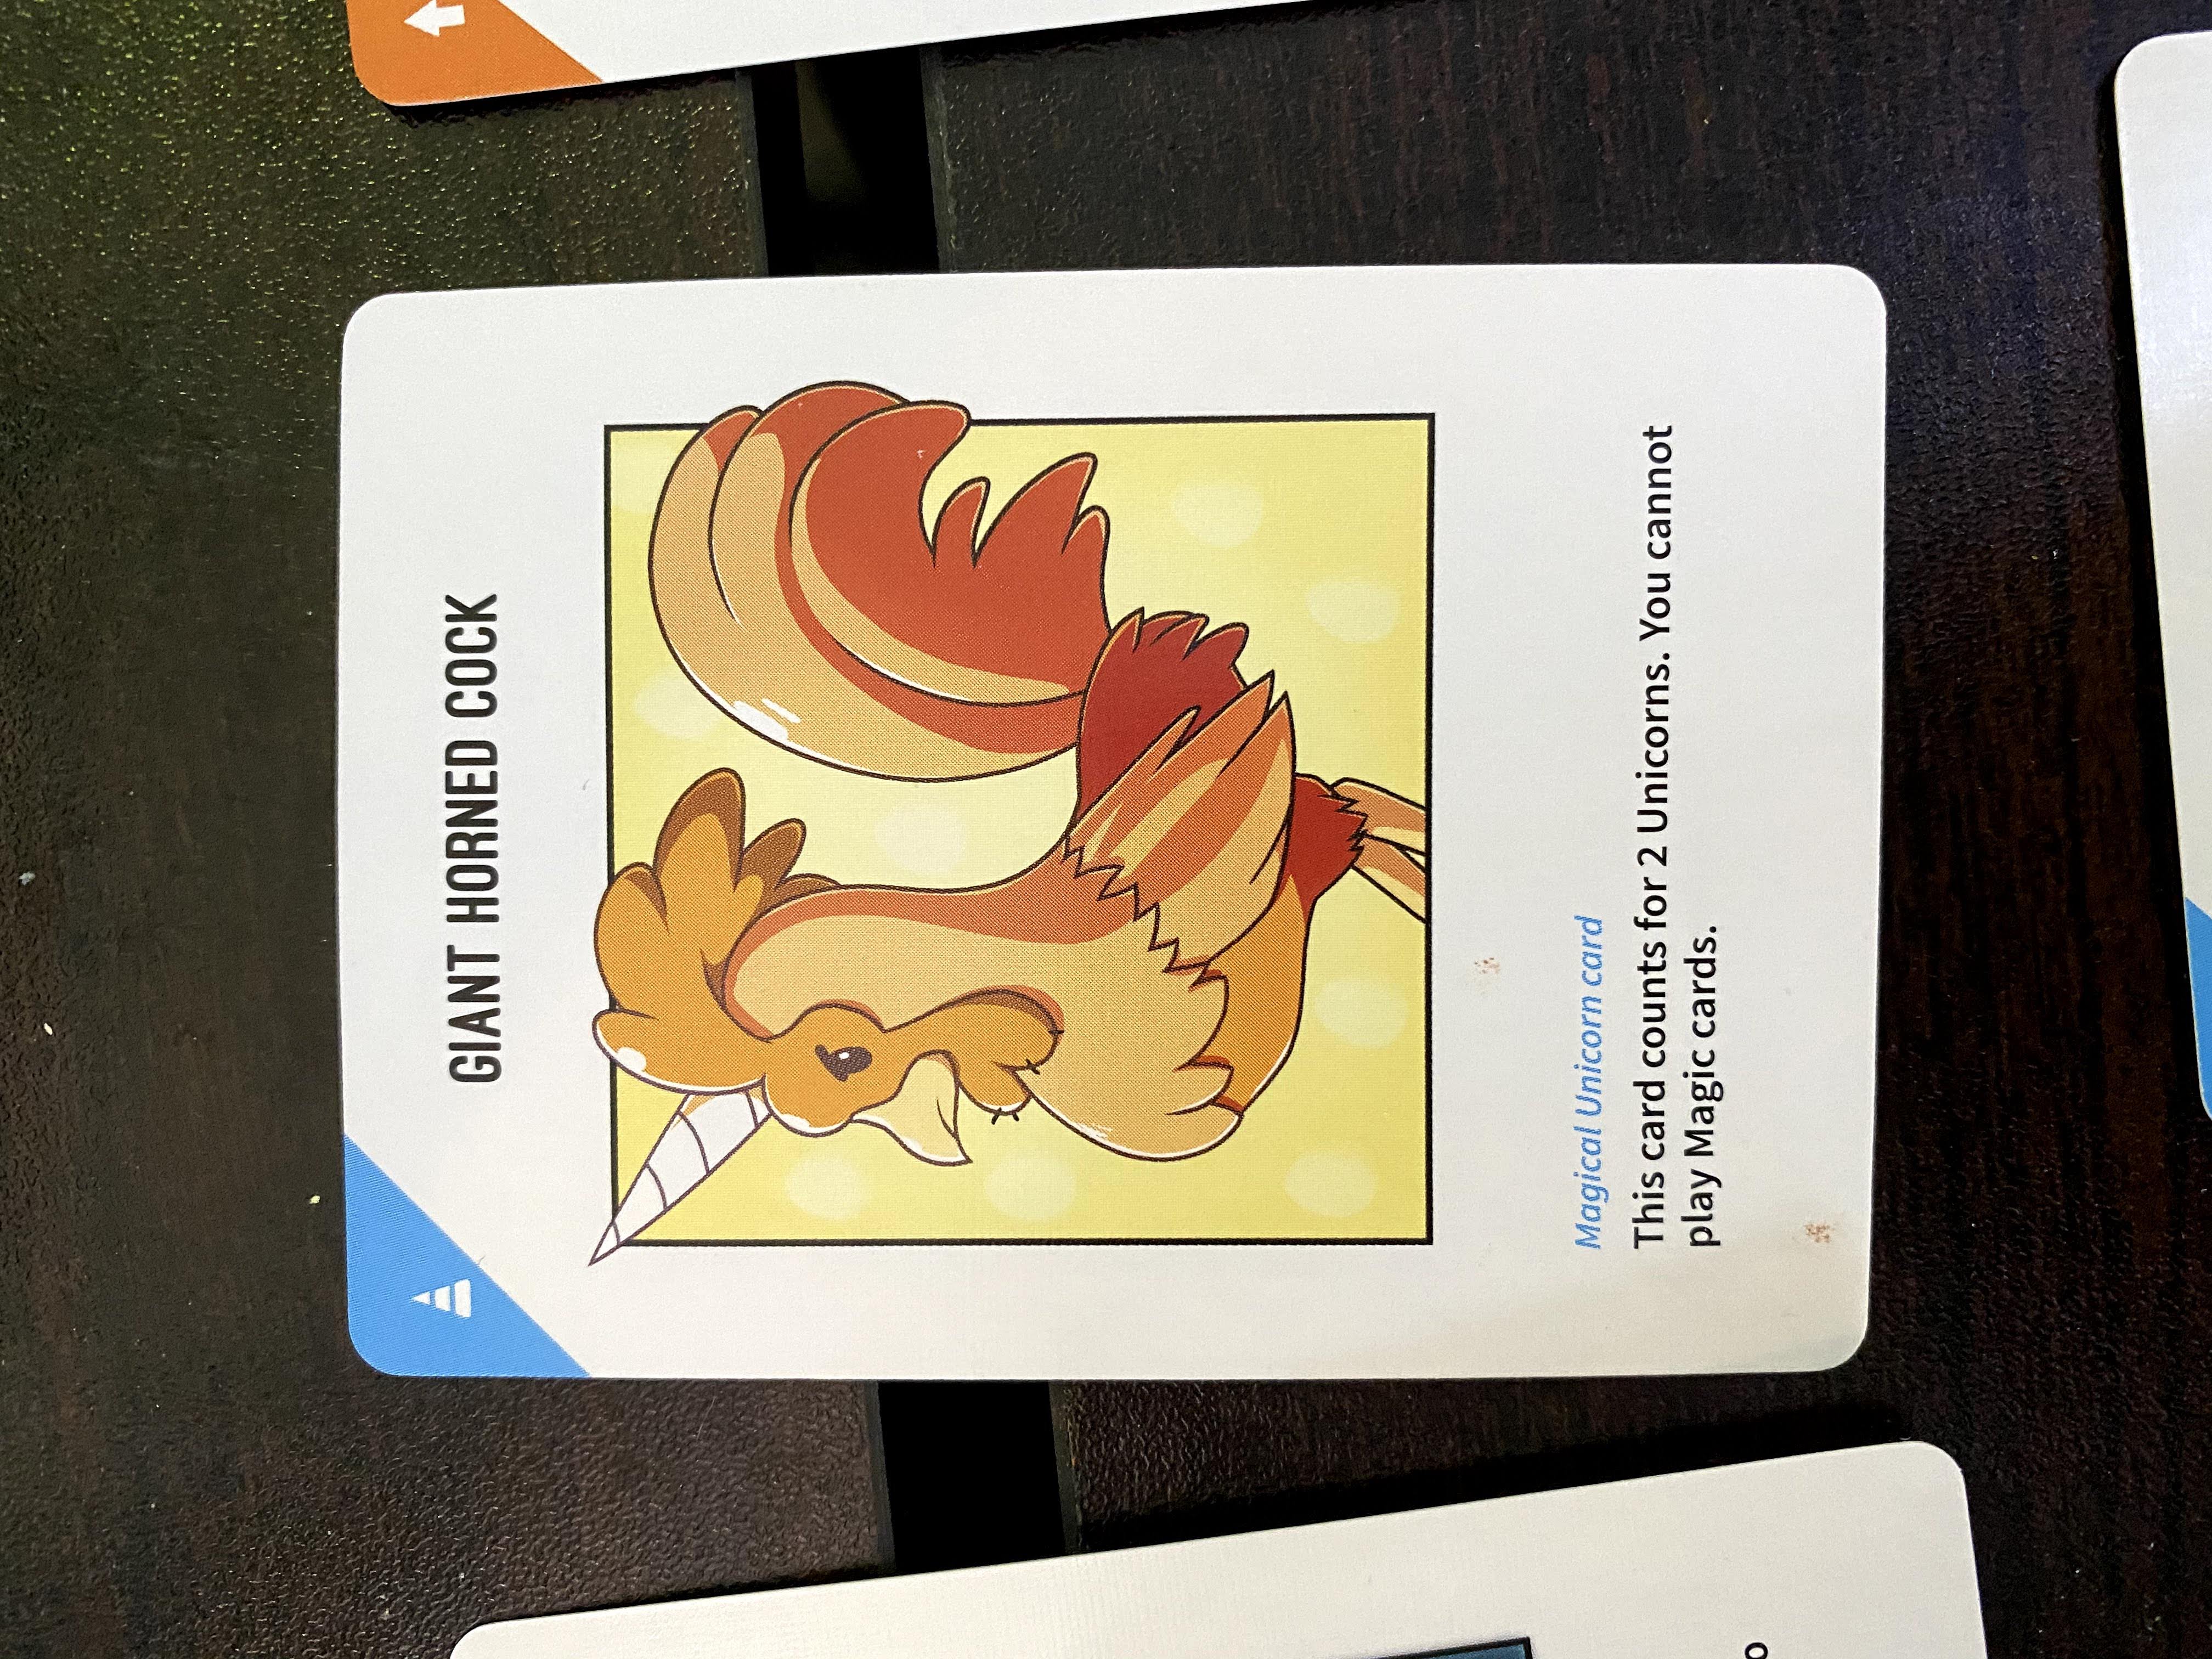 GIANT HORNED COCK
Magical Unicorn card
This card counts for 2 Unicorns. You cannot
play Magic cards.
o